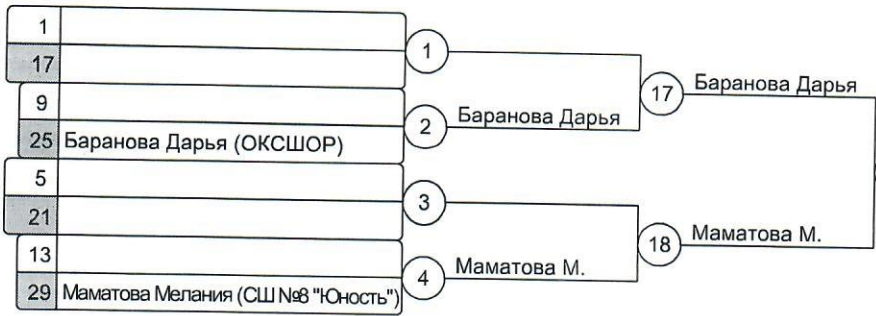 1
17
1
9
25 Баранова Дарья (ОКСШОР)
2 Баранова Дарья
17 Баранова Дарья
5
21
3
13
29 Маматова Мелания (СШ №8 "Юность")
4 Маматова М.
18 Маматова М.